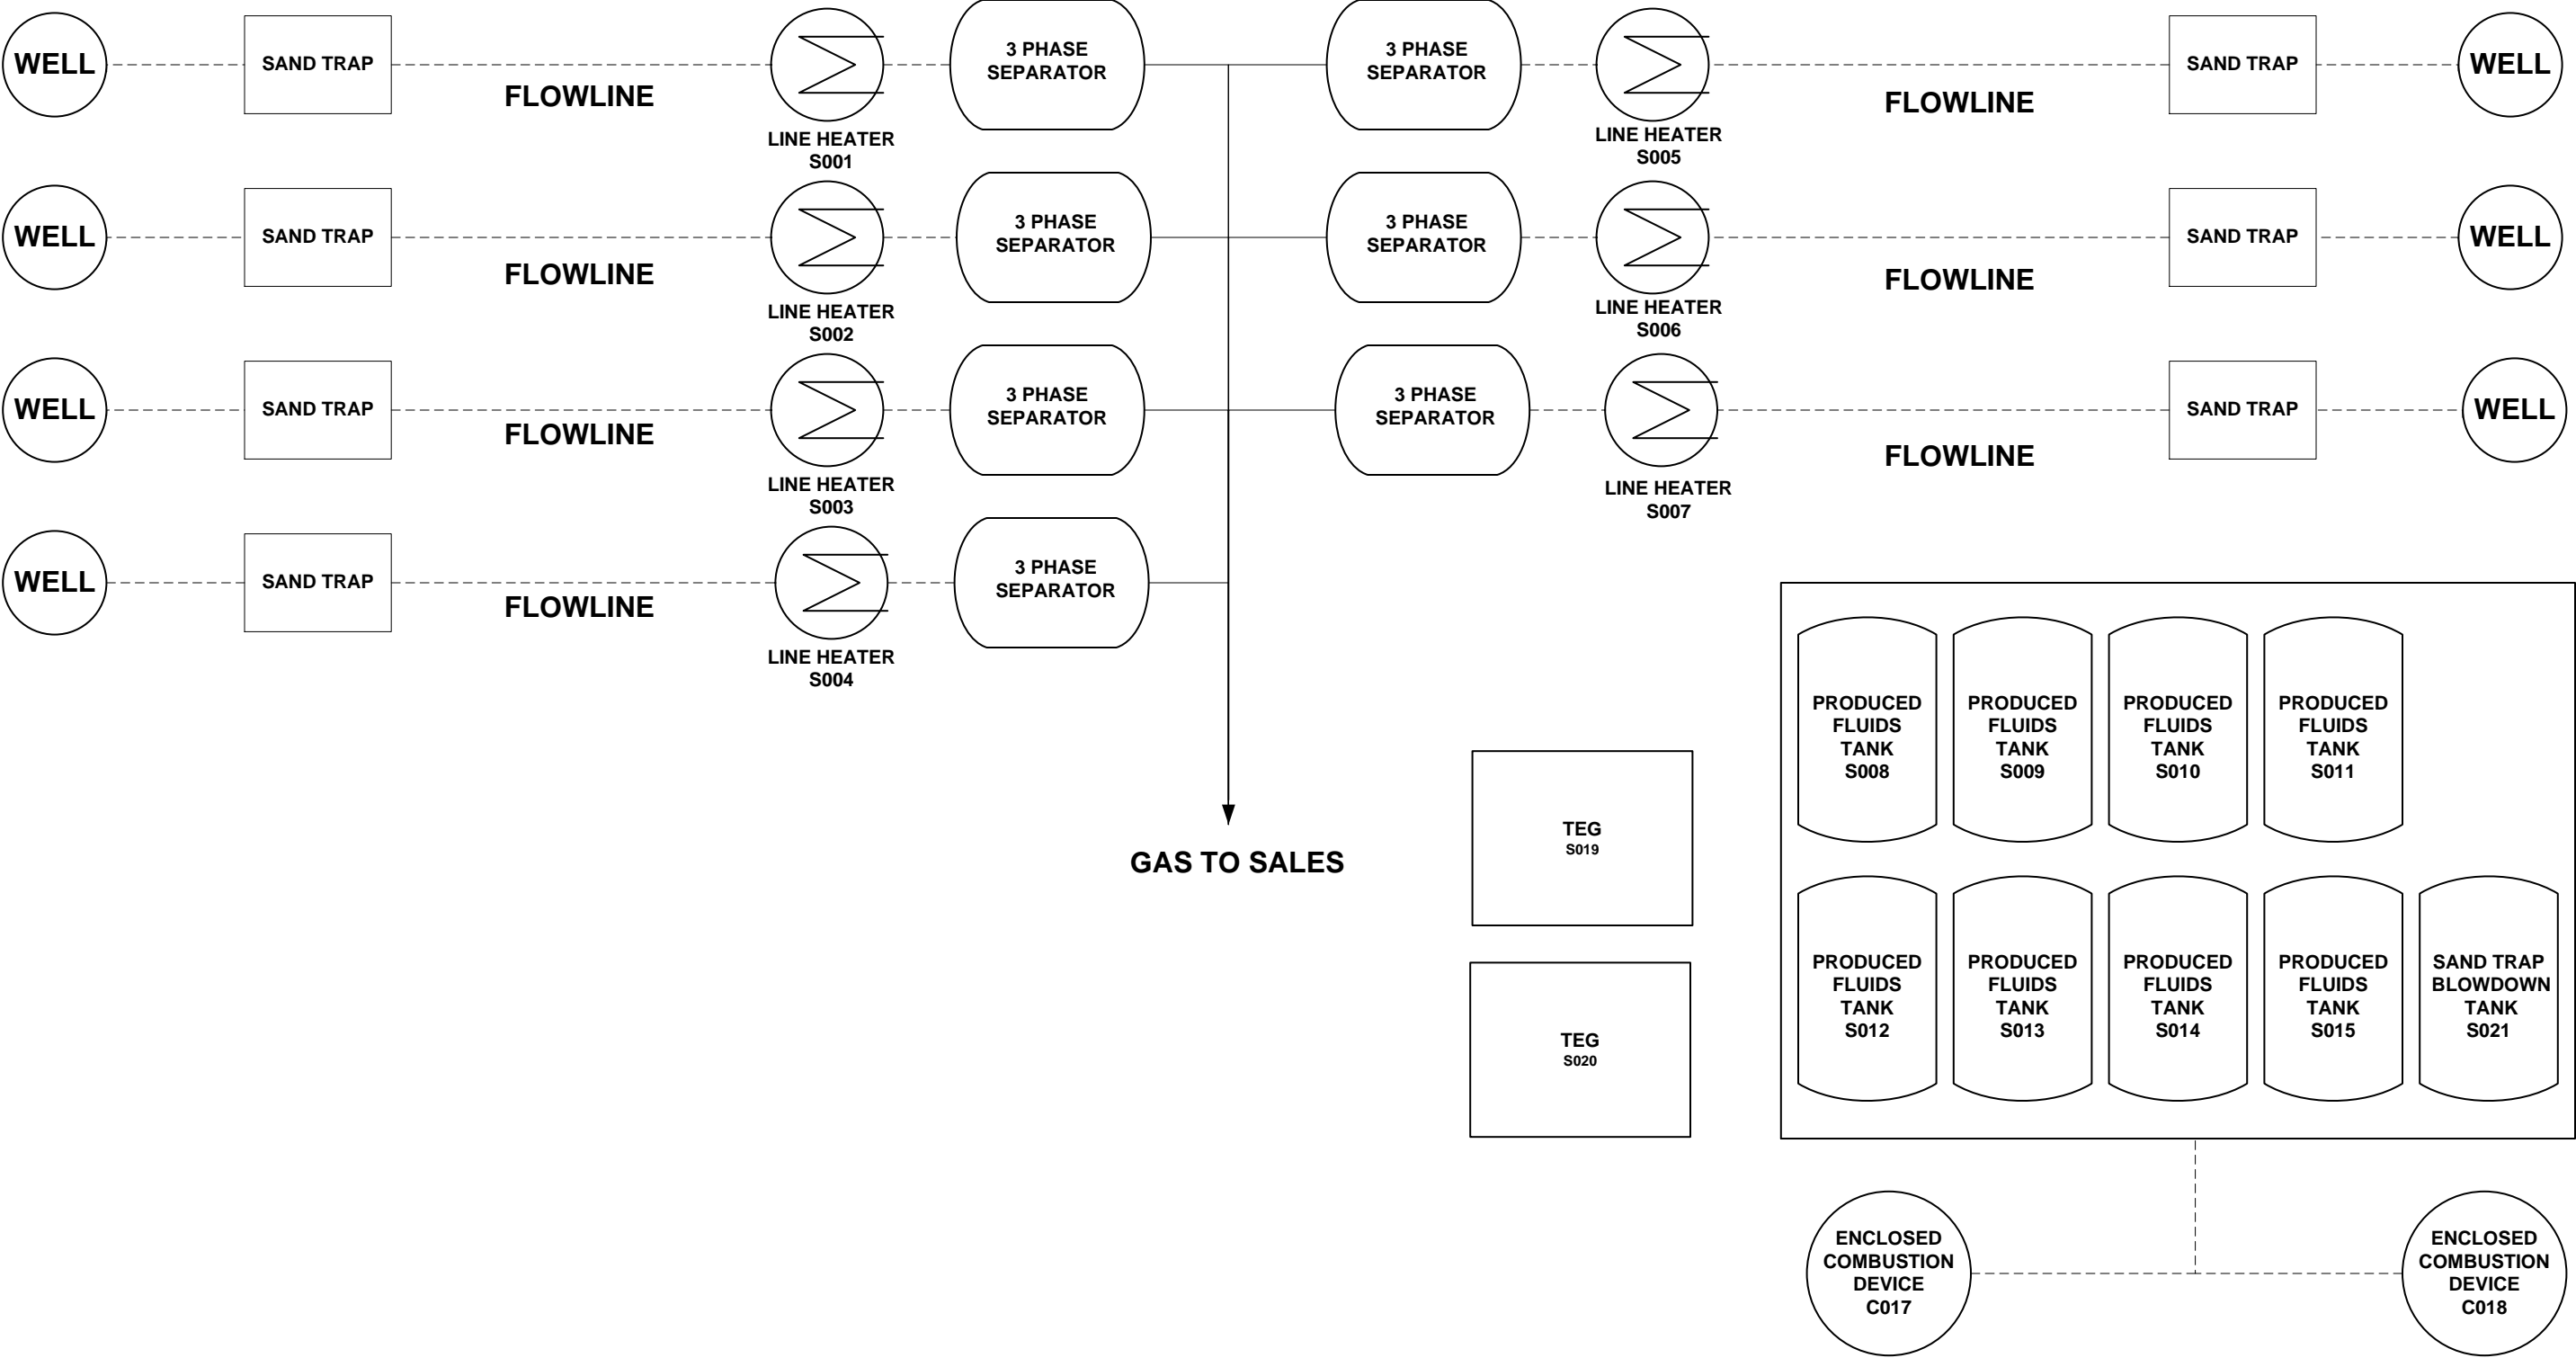 WELL
SAND TRAP
FLOWLINE
LINE HEATER
S001
3 PHASE
SEPARATOR
3 PHASE
SEPARATOR
LINE HEATER
S005
FLOWLINE
SAND TRAP
WELL
WELL
SAND TRAP
FLOWLINE
LINE HEATER
S002
3 PHASE
SEPARATOR
3 PHASE
SEPARATOR
LINE HEATER
S006
FLOWLINE
SAND TRAP
WELL
WELL
SAND TRAP
FLOWLINE
LINE HEATER
S003
3 PHASE
SEPARATOR
3 PHASE
SEPARATOR
LINE HEATER
S007
FLOWLINE
SAND TRAP
WELL
WELL
SAND TRAP
FLOWLINE
LINE HEATER
S004
3 PHASE
SEPARATOR
GAS TO SALES
TEG
S019
TEG
S020
PRODUCED
FLUIDS
TANK
S008
PRODUCED
FLUIDS
TANK
S009
PRODUCED
FLUIDS
TANK
S010
PRODUCED
FLUIDS
TANK
S011
PRODUCED
FLUIDS
TANK
S012
PRODUCED
FLUIDS
TANK
S013
PRODUCED
FLUIDS
TANK
S014
PRODUCED
FLUIDS
TANK
S015
SAND TRAP
BLOWDOWN
TANK
S021
ENCLOSED
COMBUSTION
DEVICE
C017
ENCLOSED
COMBUSTION
DEVICE
C018